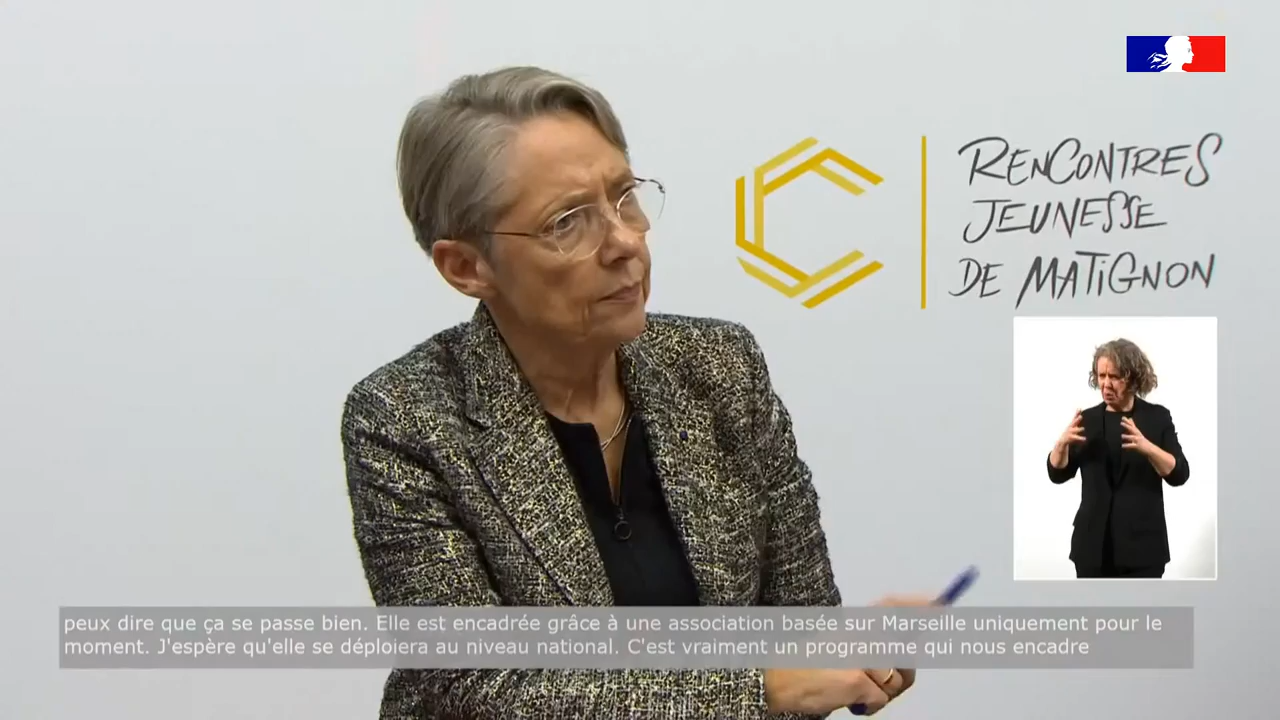 RENCONTRES
JEUNESSE
DE MATIGNON
peux dire que ça se passe bien. Elle est encadrée grâce à une association basée sur Marseille uniquement pour le
moment. J'espère qu'elle se déploiera au niveau national. C'est vraiment un programme qui nous encadre